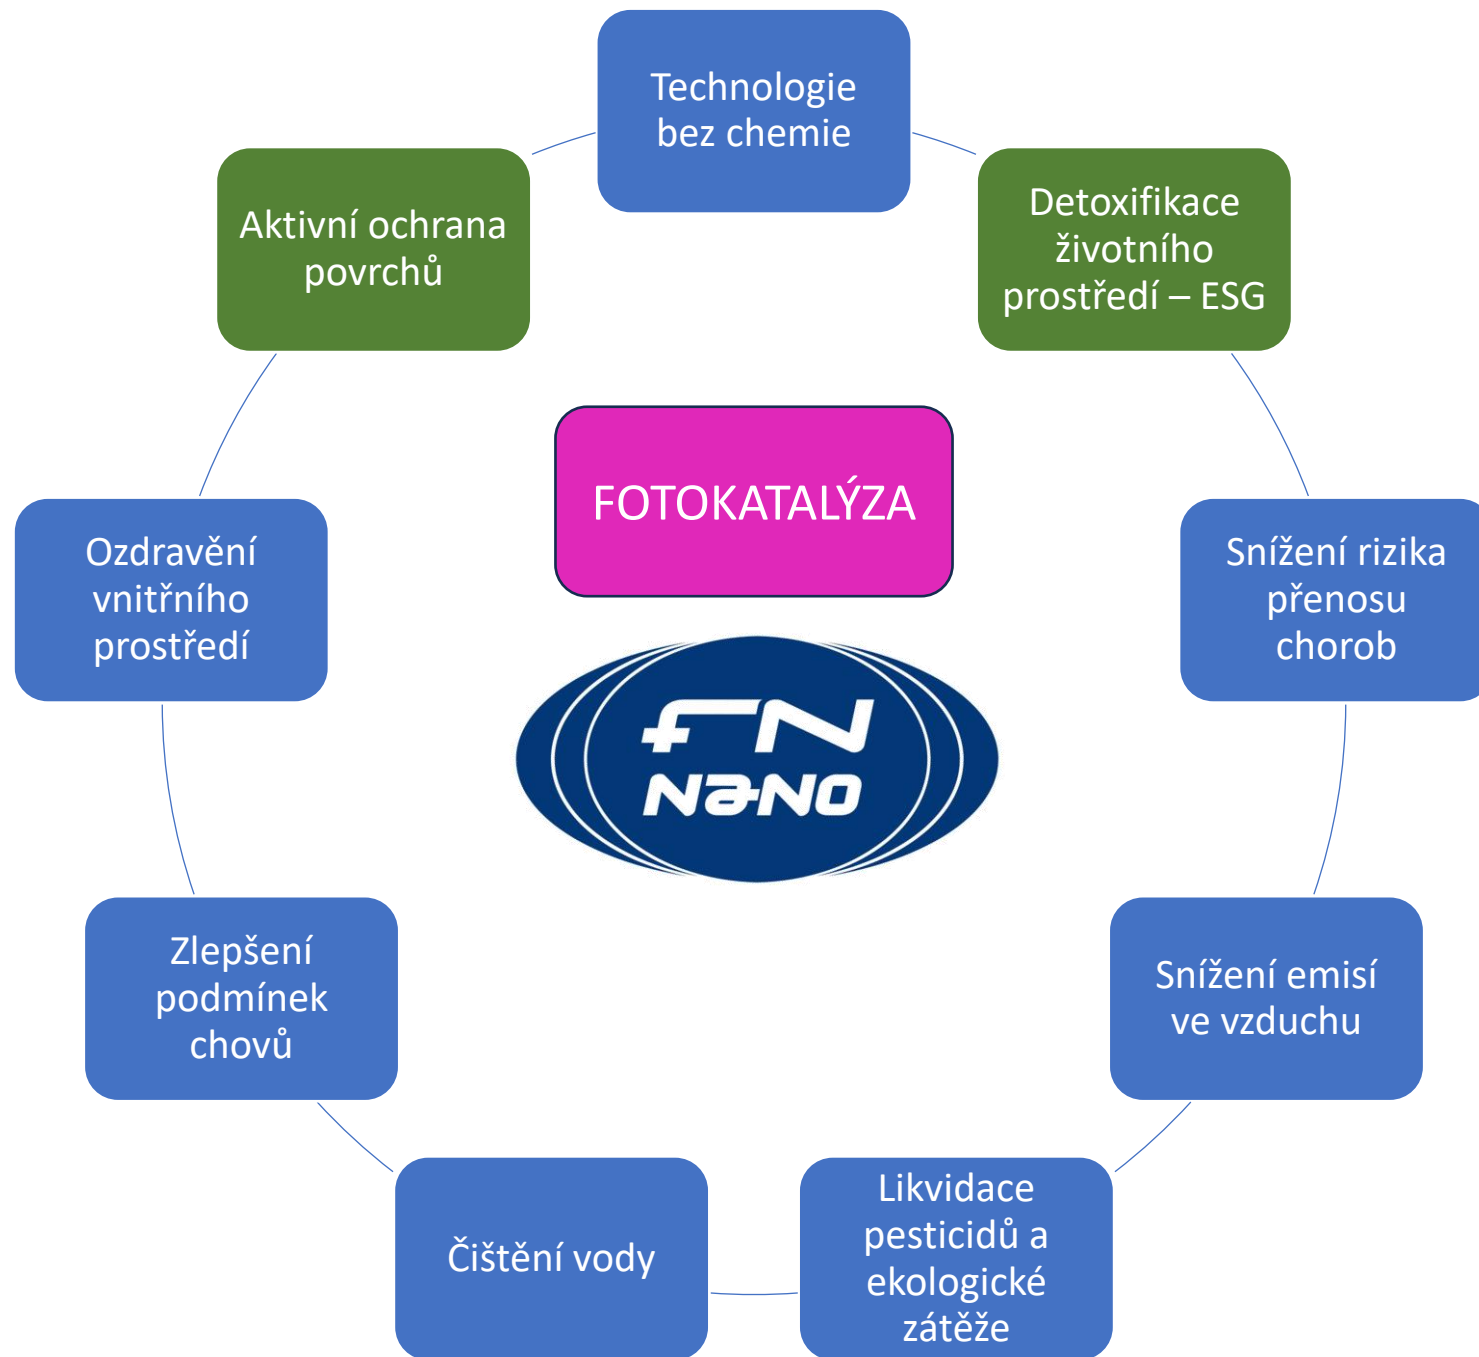 Technologie
bez chemie
Aktivní ochrana
povrchů
Detoxifikace
životního
prostředí – ESG
FOTOKATALÝZA
Ozdravění
vnitřního
prostředí
Snížení rizika
přenosu
chorob
FN
NANO
Zlepšení
podmínek
chovů
Snížení emisí
ve vzduchu
Čištění vody
Likvidace
pesticidů a
ekologické
zátěže